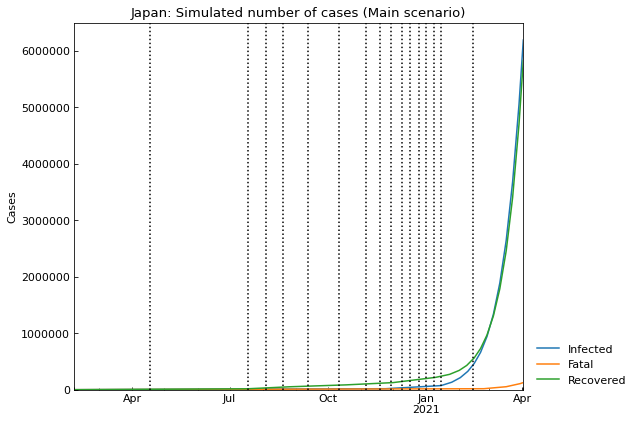 Japan: Simulated number of cases (Main scenario)
6000000
5000000
4000000
3000000
2000000
1000000
0
Cases
Apr
Jul
Oct
Jan
2021
Apr
Infected
Fatal
Recovered